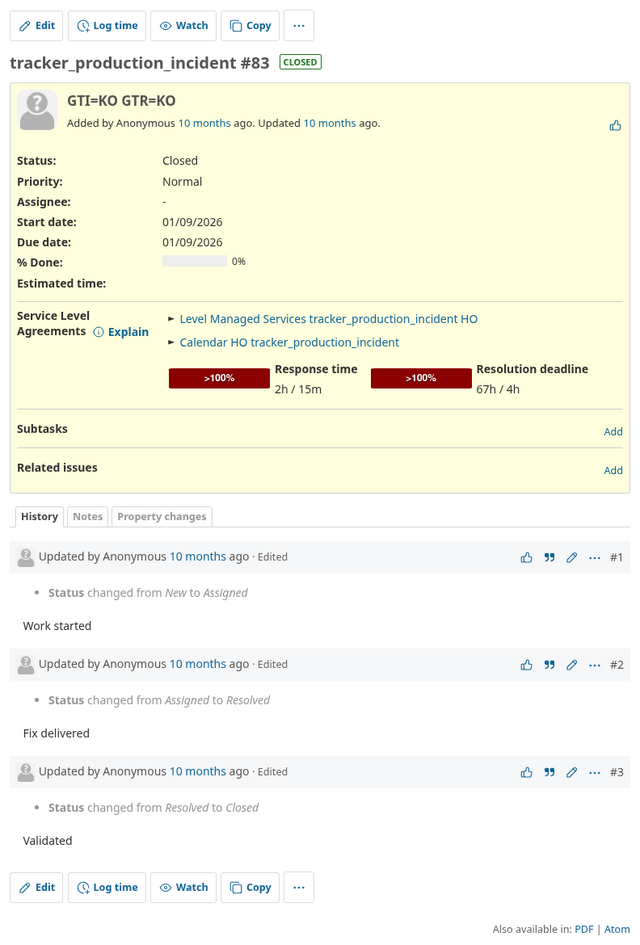 Edit Log time Watch Copy ...
tracker_production_incident #83 CLOSED
GTI=KO GTR=KO
Added by Anonymous 10 months ago. Updated 10 months ago.
Status: Closed
Priority: Normal
Assignee: -
Start date: 01/09/2026
Due date: 01/09/2026
% Done: 0%
Estimated time:
Service Level Agreements Explain
► Level Managed Services tracker_production_incident HO
► Calendar HO tracker_production_incident
>100% Response time 2h / 15m >100% Resolution deadline 67h / 4h
Subtasks Add
Related issues Add
History Notes Property changes
Updated by Anonymous 10 months ago · Edited ... #1
• Status changed from New to Assigned
Work started
Updated by Anonymous 10 months ago · Edited ... #2
• Status changed from Assigned to Resolved
Fix delivered
Updated by Anonymous 10 months ago · Edited ... #3
• Status changed from Resolved to Closed
Validated
Edit Log time Watch Copy ...
Also available in: PDF | Atom